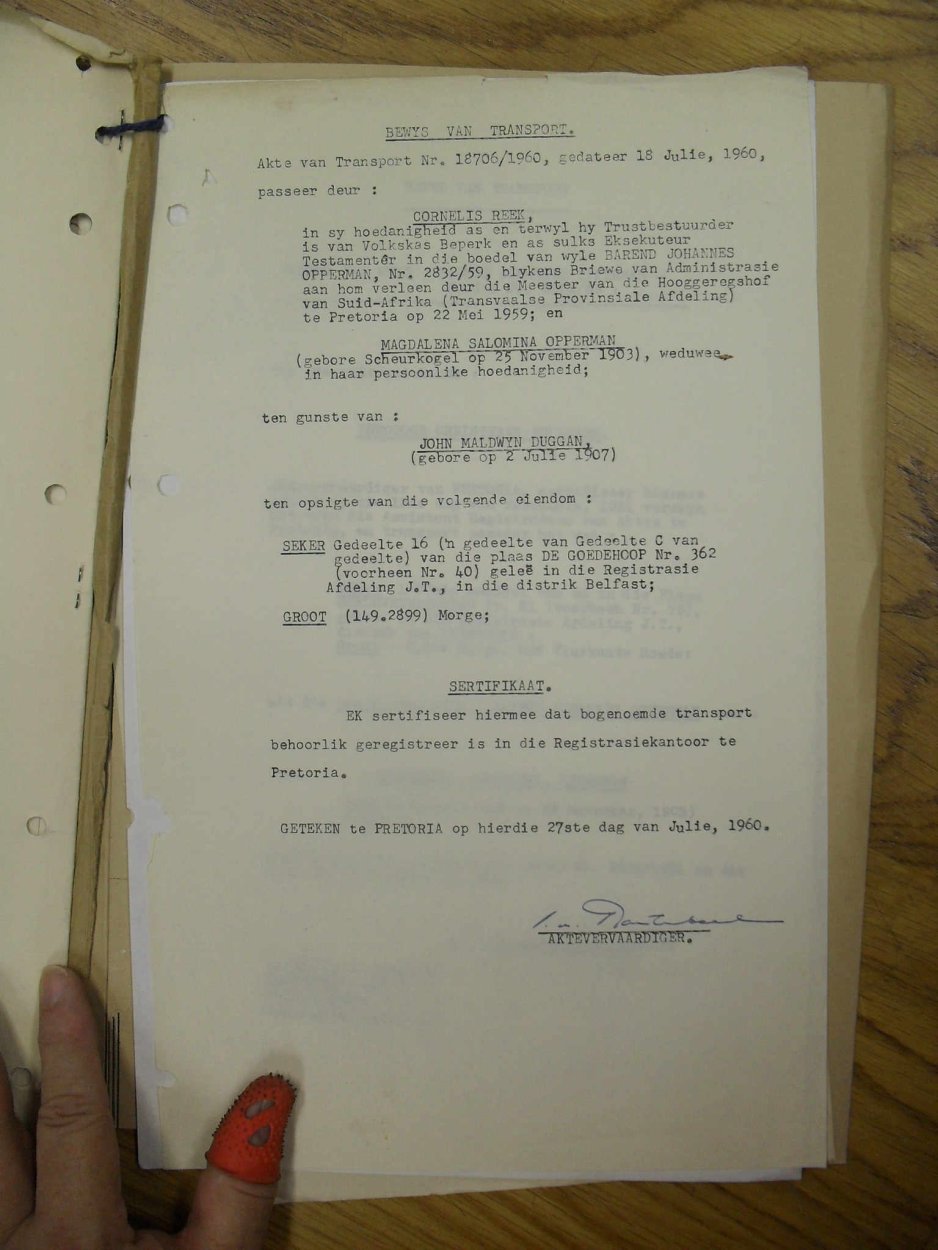 BEWYS VAN TRANSPORT.
Akte van Transport Nr. 18706/1960, gedateer 18 Julie, 1960,
passeer deur :
CORNELIS REEK,
in sy hoedanigheid as en terwyl hy Trustbestuurder
is van Volkskas Beperk en as sulks Eksekuteur
Testamentêr in die boedel van wyle BAREND JOHANNES
OPPERMAN, Nr. 2832/59, blykens Briewe van Administrasie
aan hom verleen deur die Meester van die Hooggeregshof
van Suid-Afrika (Transvaalse Provinsiale Afdeling)
te Pretoria op 22 Mei 1959; en
MAGDALENA SALOMINA OPPERMAN
(gebore Scheurkogel op 25 November 1903), weduwee
in haar persoonlike hoedanigheid;
ten gunste van :
JOHN MALDWYN DUGGAN,
(gebore op 2 Julie 1907)
ten opsigte van die volgende eiendom :
SEKER Gedeelte 16 ('n gedeelte van Gedeelte C van
gedeelte) van die plaas DE GOEDEHOOP Nr. 362
(voorheen Nr. 40) geleë in die Registrasie
Afdeling J.T., in die distrik Belfast;
GROOT (149.2899) Morge;
SERTIFIKAAT.
EK sertifiseer hiermee dat bogenoemde transport
behoorlik geregistreer is in die Registrasiekantoor te
Pretoria.
GETEKEN te PRETORIA op hierdie 27ste dag van Julie, 1960.
AKTEVERVAARDIGER.